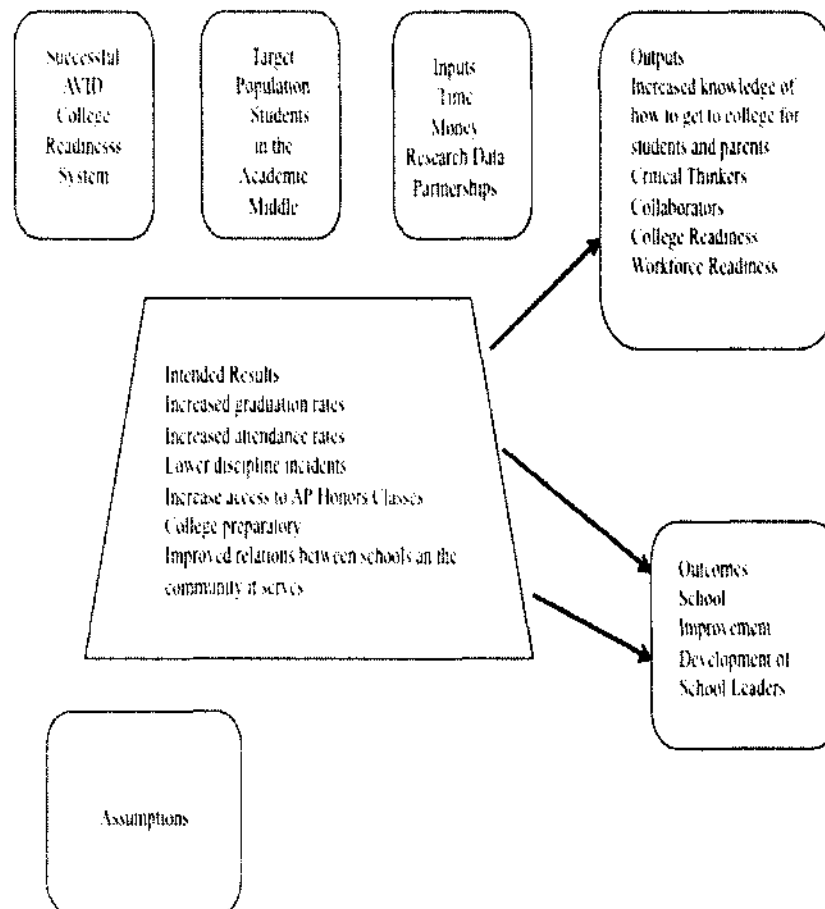 Successful
AVID
College
Readinesss
System
Target
Population
Students
in the
Academic
Middle
Inputs
Time
Money
Research Data
Partnerships
Outputs
Increased knowledge of
how to get to college for
students and parents
Critical Thinkers
Collaborators
College Readiness
Workforce Readiness
Intended Results
Increased graduation rates
Increased attendance rates
Lower discipline incidents
Increase access to AP Honors Classes
College preparatory
Improved relations between schools an the
community it serves
Outcomes
School
Improvement
Development of
School Leaders
Assumptions